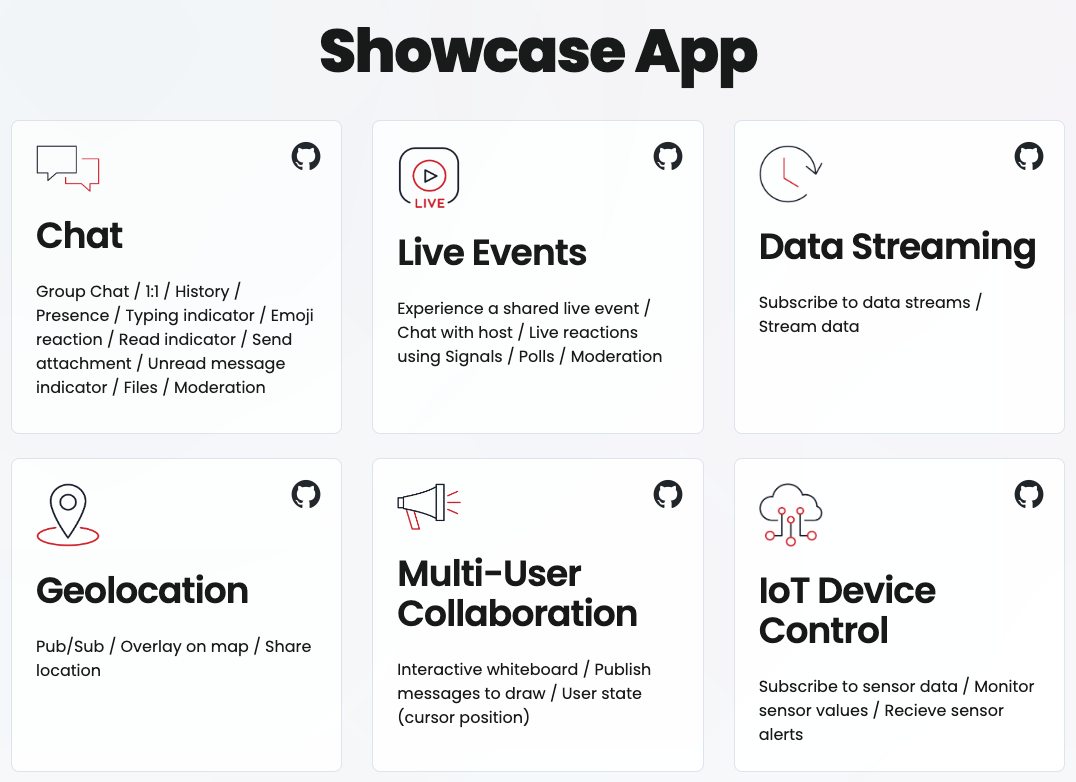 Showcase App
Chat
Group Chat / 1:1 / History /
Presence / Typing indicator / Emoji
reaction / Read indicator / Send
attachment / Unread message
indicator / Files / Moderation
LIVE
Live Events
Experience a shared live event /
Chat with host / Live reactions
using Signals / Polls / Moderation
Data Streaming
Subscribe to data streams /
Stream data
Geolocation
Pub/Sub / Overlay on map / Share
location
Multi-User
Collaboration
Interactive whiteboard / Publish
messages to draw / User state
(cursor position)
IoT Device
Control
Subscribe to sensor data / Monitor
sensor values / Recieve sensor
alerts